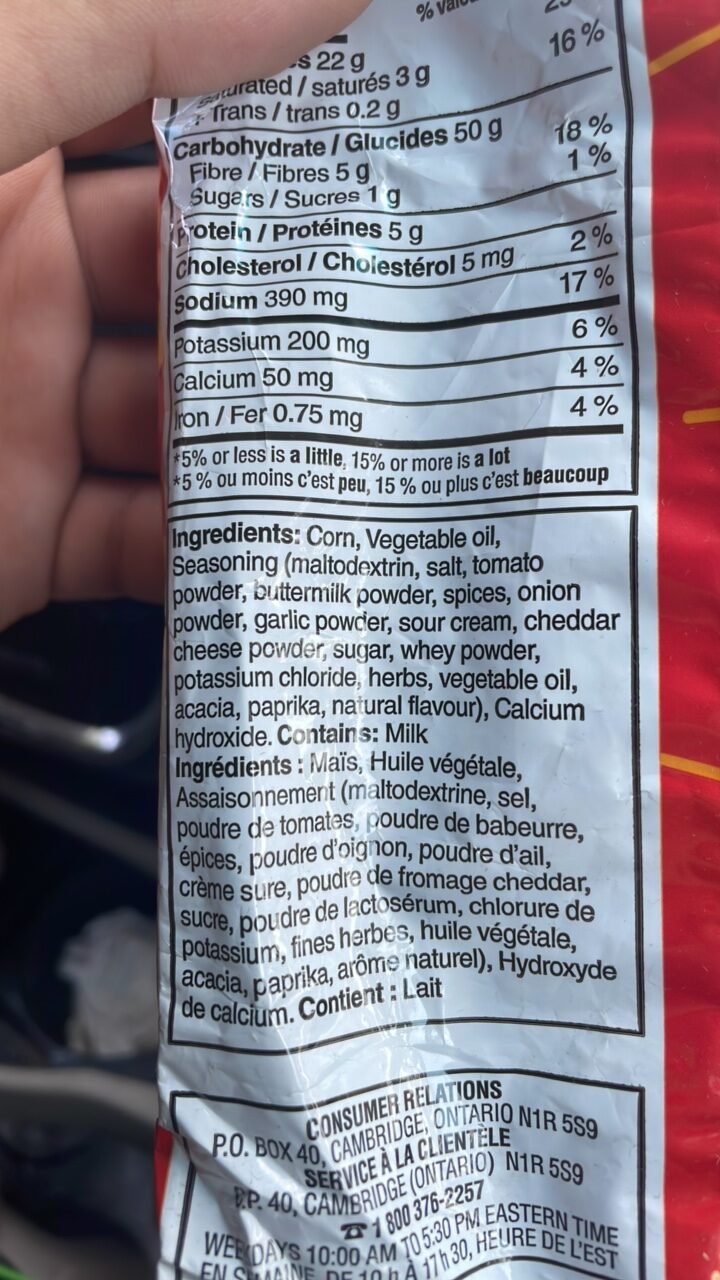 % 
16 %
22 g
saturated / saturés 3 g
+ Trans / trans 0.2 g
Carbohydrate / Glucides 50 g
Fibre / Fibres 5 g 18 %
Sugars / Sucres 1 g 1 %
Protein / Protéines 5 g
Cholesterol / Cholestérol 5 mg 2 %
Sodium 390 mg 17 %
Potassium 200 mg 6 %
Calcium 50 mg 4 %
Iron / Fer 0.75 mg 4 %
*5% or less is a little, 15% or more is a lot
*5 % ou moins c'est peu, 15 % ou plus c'est beaucoup
Ingredients: Corn, Vegetable oil,
Seasoning (maltodextrin, salt, tomato
powder, buttermilk powder, spices, onion
powder, garlic powder, sour cream, cheddar
cheese powder, sugar, whey powder,
potassium chloride, herbs, vegetable oil,
acacia, paprika, natural flavour), Calcium
hydroxide. Contains: Milk
Ingrédients : Maïs, Huile végétale,
Assaisonnement (maltodextrine, sel,
poudre de tomates, poudre de babeurre,
épices, poudre d'oignon, poudre d'ail,
crème sure, poudre de fromage cheddar,
sucre, poudre de lactosérum, chlorure de
potassium, fines herbes, huile végétale,
acacia, paprika, arôme naturel), Hydroxyde
de calcium. Contient : Lait
CONSUMER RELATIONS
P.O. BOX 40, CAMBRIDGE, ONTARIO N1R 5S9
SERVICE À LA CLIENTÈLE
C.P. 40, CAMBRIDGE (ONTARIO) N1R 5S9
☎ 1 800 376-2257
WEEKDAYS 10:00 AM TO 5:30 PM EASTERN TIME
EN SEMAINE DE 10 h À 17 h 30, HEURE DE L'EST